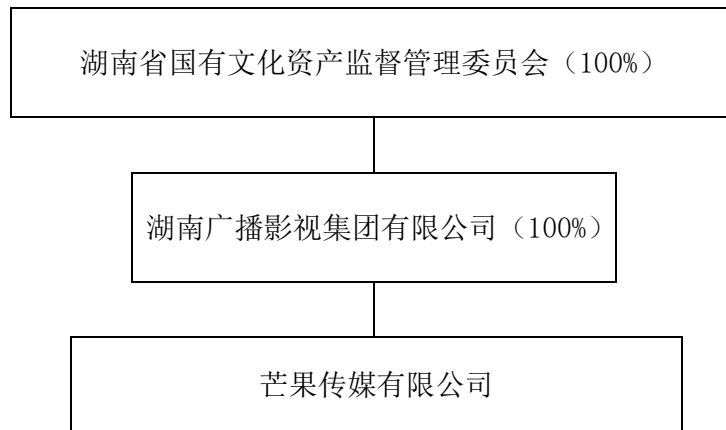 湖南省国有文化资产监督管理委员会（100%）
湖南广播影视集团有限公司（100%）
芒果传媒有限公司